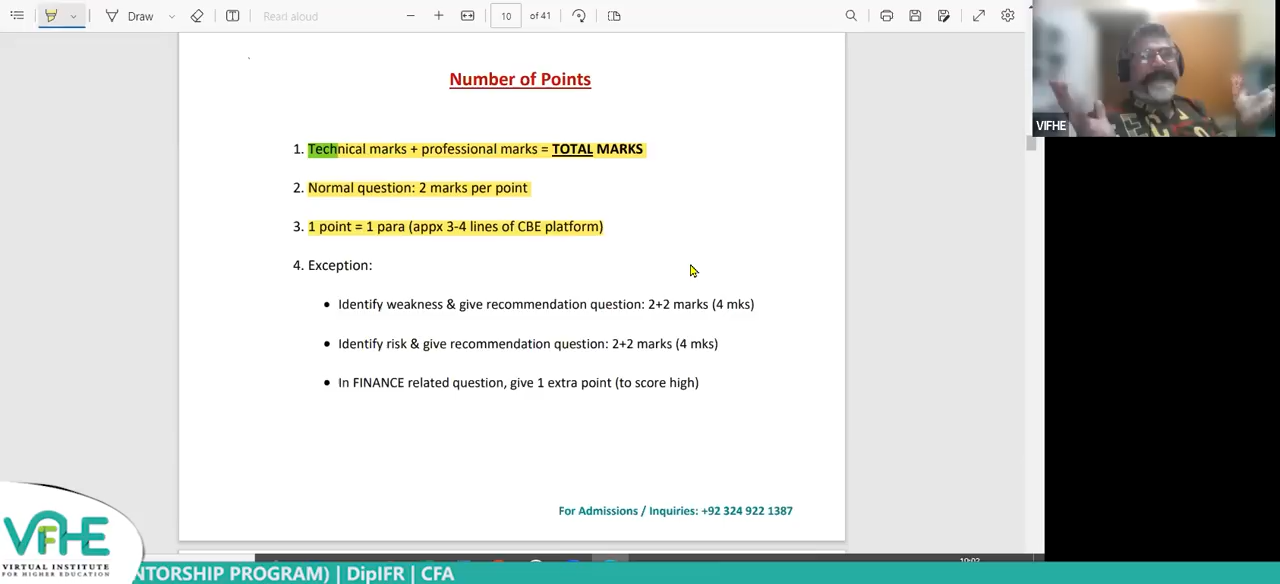 Draw
Read aloud
10 of 41
VIFHE
Number of Points
1. Technical marks + professional marks = TOTAL MARKS
2. Normal question: 2 marks per point
3. 1 point = 1 para (appx 3-4 lines of CBE platform)
4. Exception:
• Identify weakness & give recommendation question: 2+2 marks (4 mks)
• Identify risk & give recommendation question: 2+2 marks (4 mks)
• In FINANCE related question, give 1 extra point (to score high)
For Admissions / Inquiries: +92 324 922 1387
VIFHE
VIRTUAL INSTITUTE
FOR HIGHER EDUCATION
NTORSHIP PROGRAM) | DipIFR | CFA